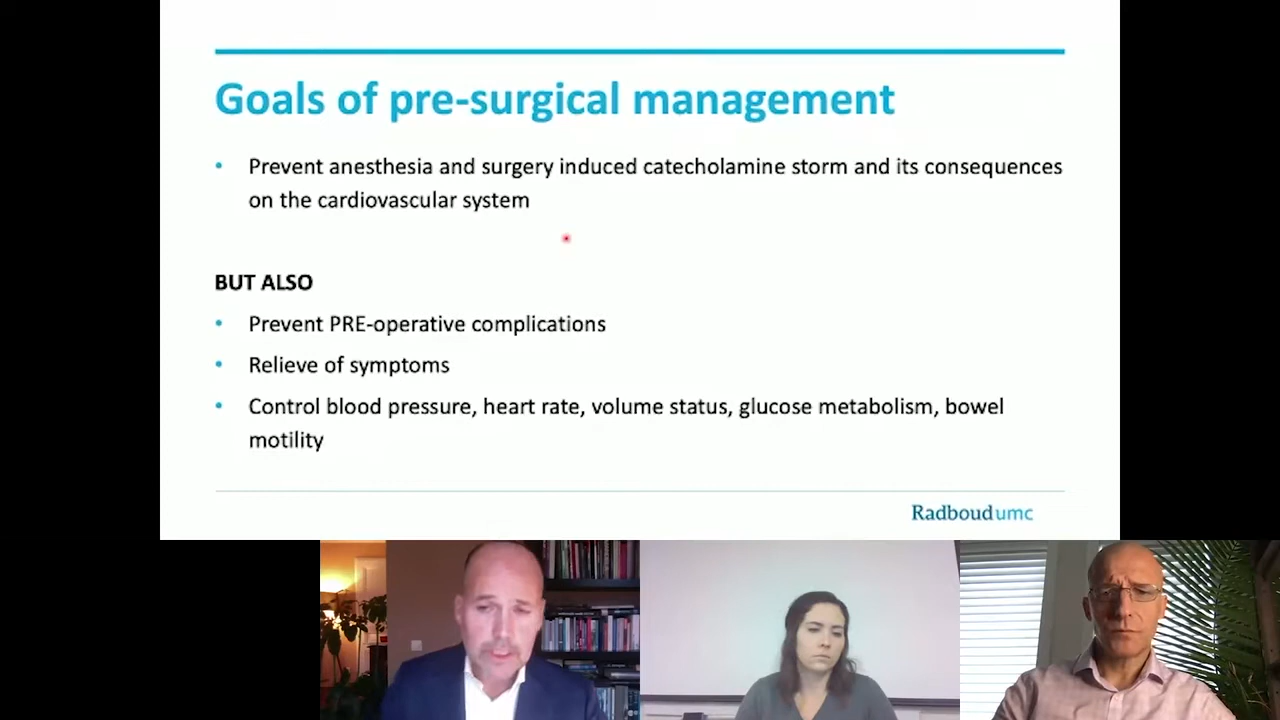 Goals of pre-surgical management
• Prevent anesthesia and surgery induced catecholamine storm and its consequences
on the cardiovascular system
BUT ALSO
• Prevent PRE-operative complications
• Relieve of symptoms
• Control blood pressure, heart rate, volume status, glucose metabolism, bowel
motility
Radboudumc